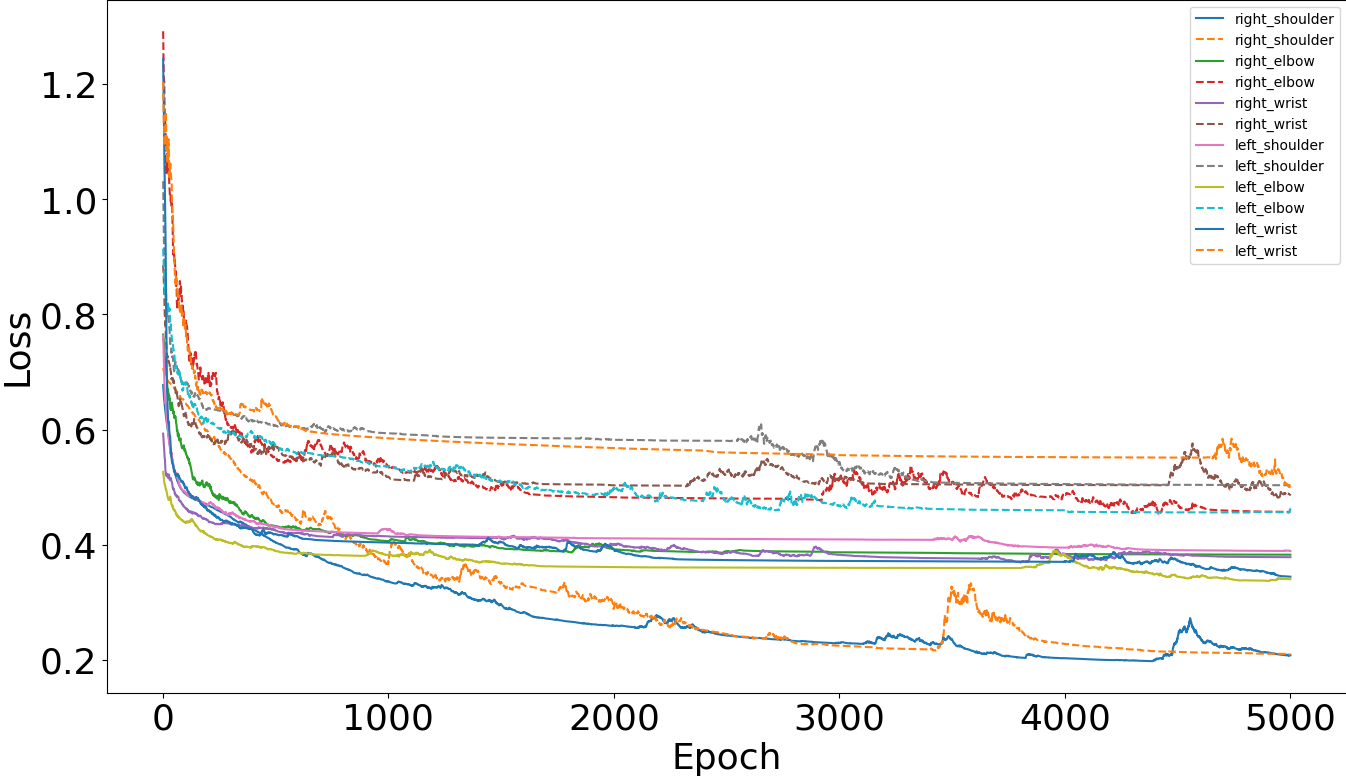 right_shoulder
right_shoulder
right_elbow
right_elbow
right_wrist
right_wrist
left_shoulder
left_shoulder
left_elbow
left_elbow
left_wrist
left_wrist
1.2
1.0
0.8
0.6
0.4
0.2
Loss
0 1000 2000 3000 4000 5000
Epoch